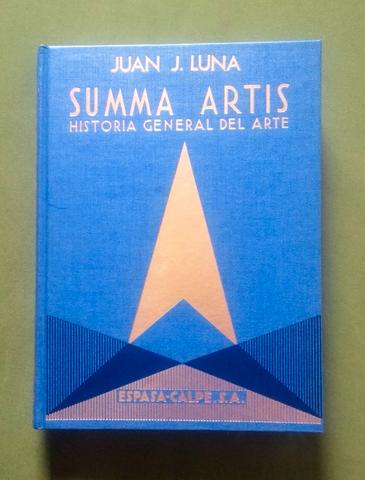 JUAN J. LUNA
SUMMA ARTIS
HISTORIA GENERAL DEL ARTE
ESPASA-CALPE, S.A.